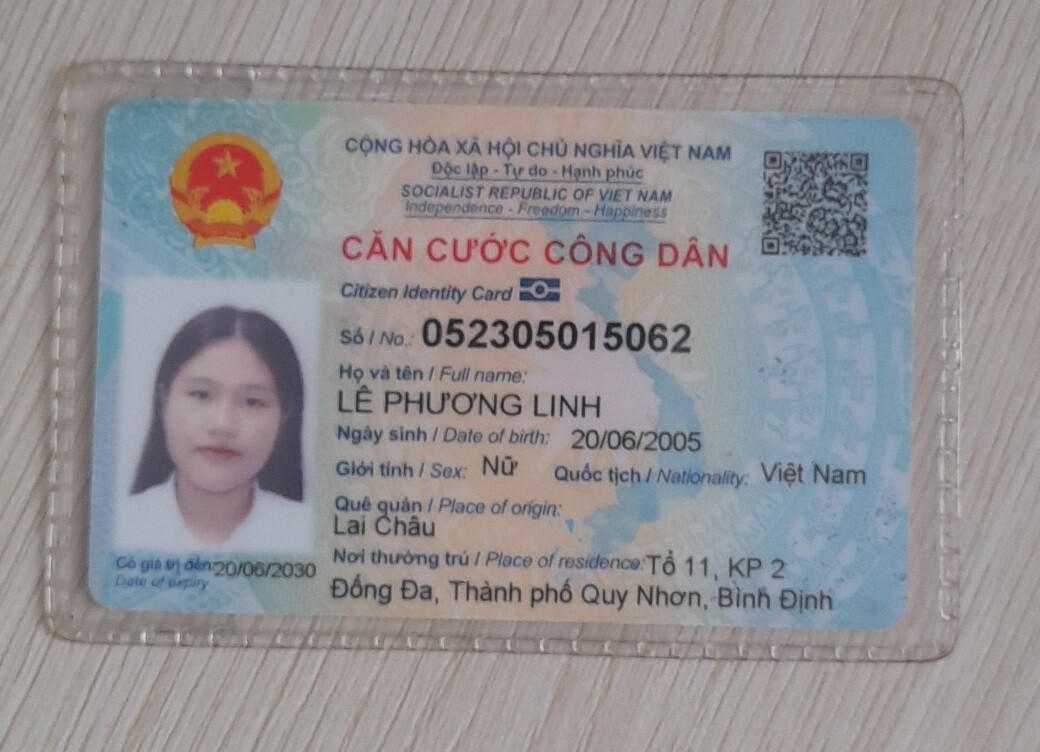 CỘNG HÒA XÃ HỘI CHỦ NGHĨA VIỆT NAM
Độc lập - Tự do - Hạnh phúc
SOCIALIST REPUBLIC OF VIET NAM
Independence - Freedom - Happiness
CĂN CƯỚC CÔNG DÂN
Citizen Identity Card
Số / No.: 052305015062
Họ và tên / Full name:
LÊ PHƯƠNG LINH
Ngày sinh / Date of birth: 20/06/2005
Giới tính / Sex: Nữ Quốc tịch / Nationality: Việt Nam
Quê quán / Place of origin:
Lai Châu
Nơi thường trú / Place of residence: Tổ 11, KP 2
Đống Đa, Thành phố Quy Nhơn, Bình Định
Có giá trị đến: 20/06/2030
Date of expiry